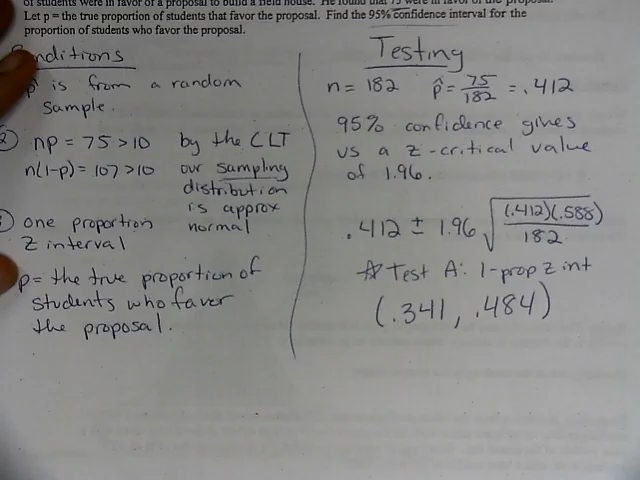 of students were in favor of a proposal to build a field house. He found that 75 were in favor of the proposal.
Let p = the true proportion of students that favor the proposal. Find the 95% confidence interval for the
proportion of students who favor the proposal.
Conditions
p̂ is from a random
sample.
2 np = 75 > 10
n(1-p) = 107 > 10
by the CLT
our sampling
distribution
is approx
normal
3 one proportion
Z interval
p = the true proportion of
students who favor
the proposal.
Testing
n = 182 p̂ = 75/182 = .412
95% confidence gives
us a z-critical value
of 1.96.
.412 ± 1.96 √((.412)(.588)/182)
☆ Test A: 1-prop Z int
(.341, .484)